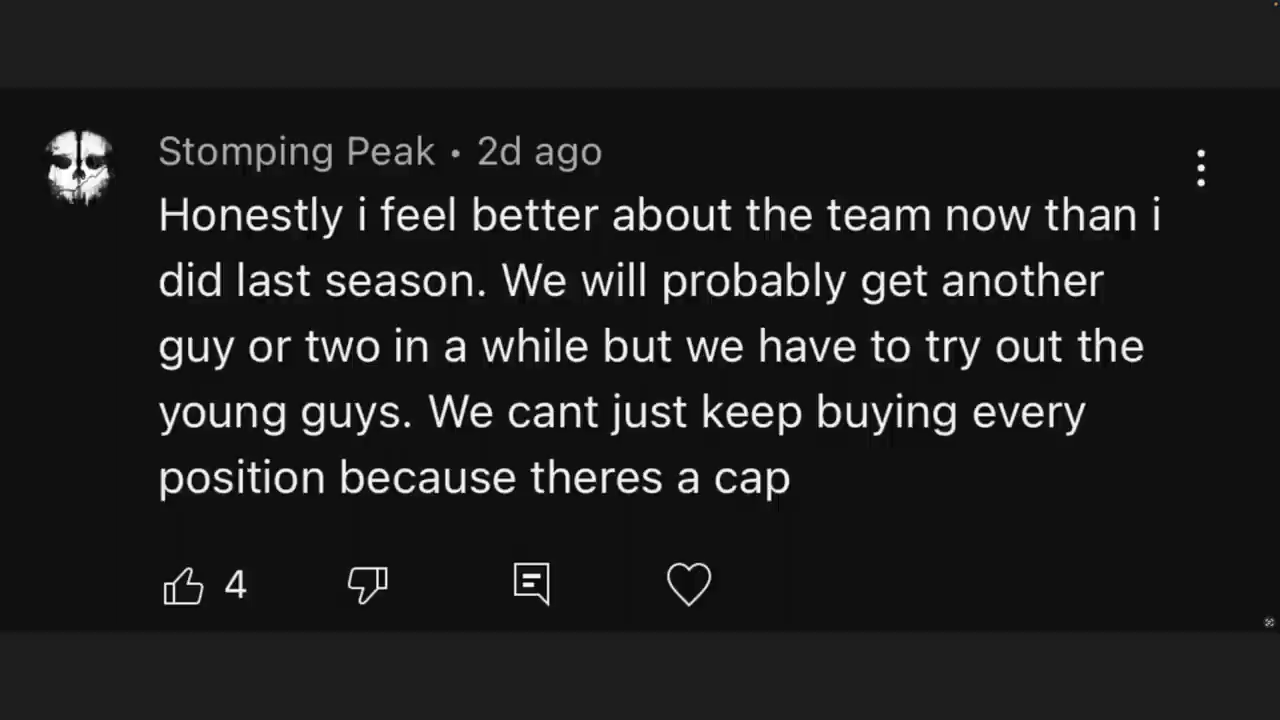 Stomping Peak • 2d ago
Honestly i feel better about the team now than i
did last season. We will probably get another
guy or two in a while but we have to try out the
young guys. We cant just keep buying every
position because theres a cap
4